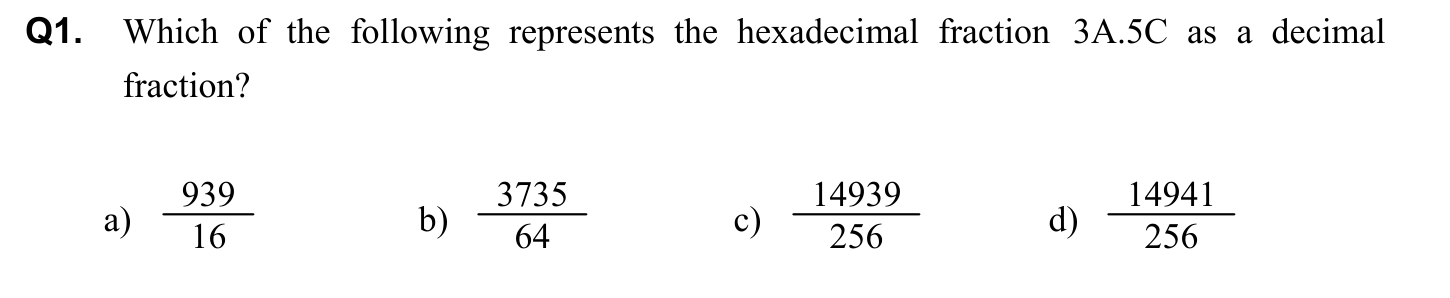 Q1. Which of the following represents the hexadecimal fraction 3A.5C as a decimal
fraction?
a) 939/16 b) 3735/64 c) 14939/256 d) 14941/256